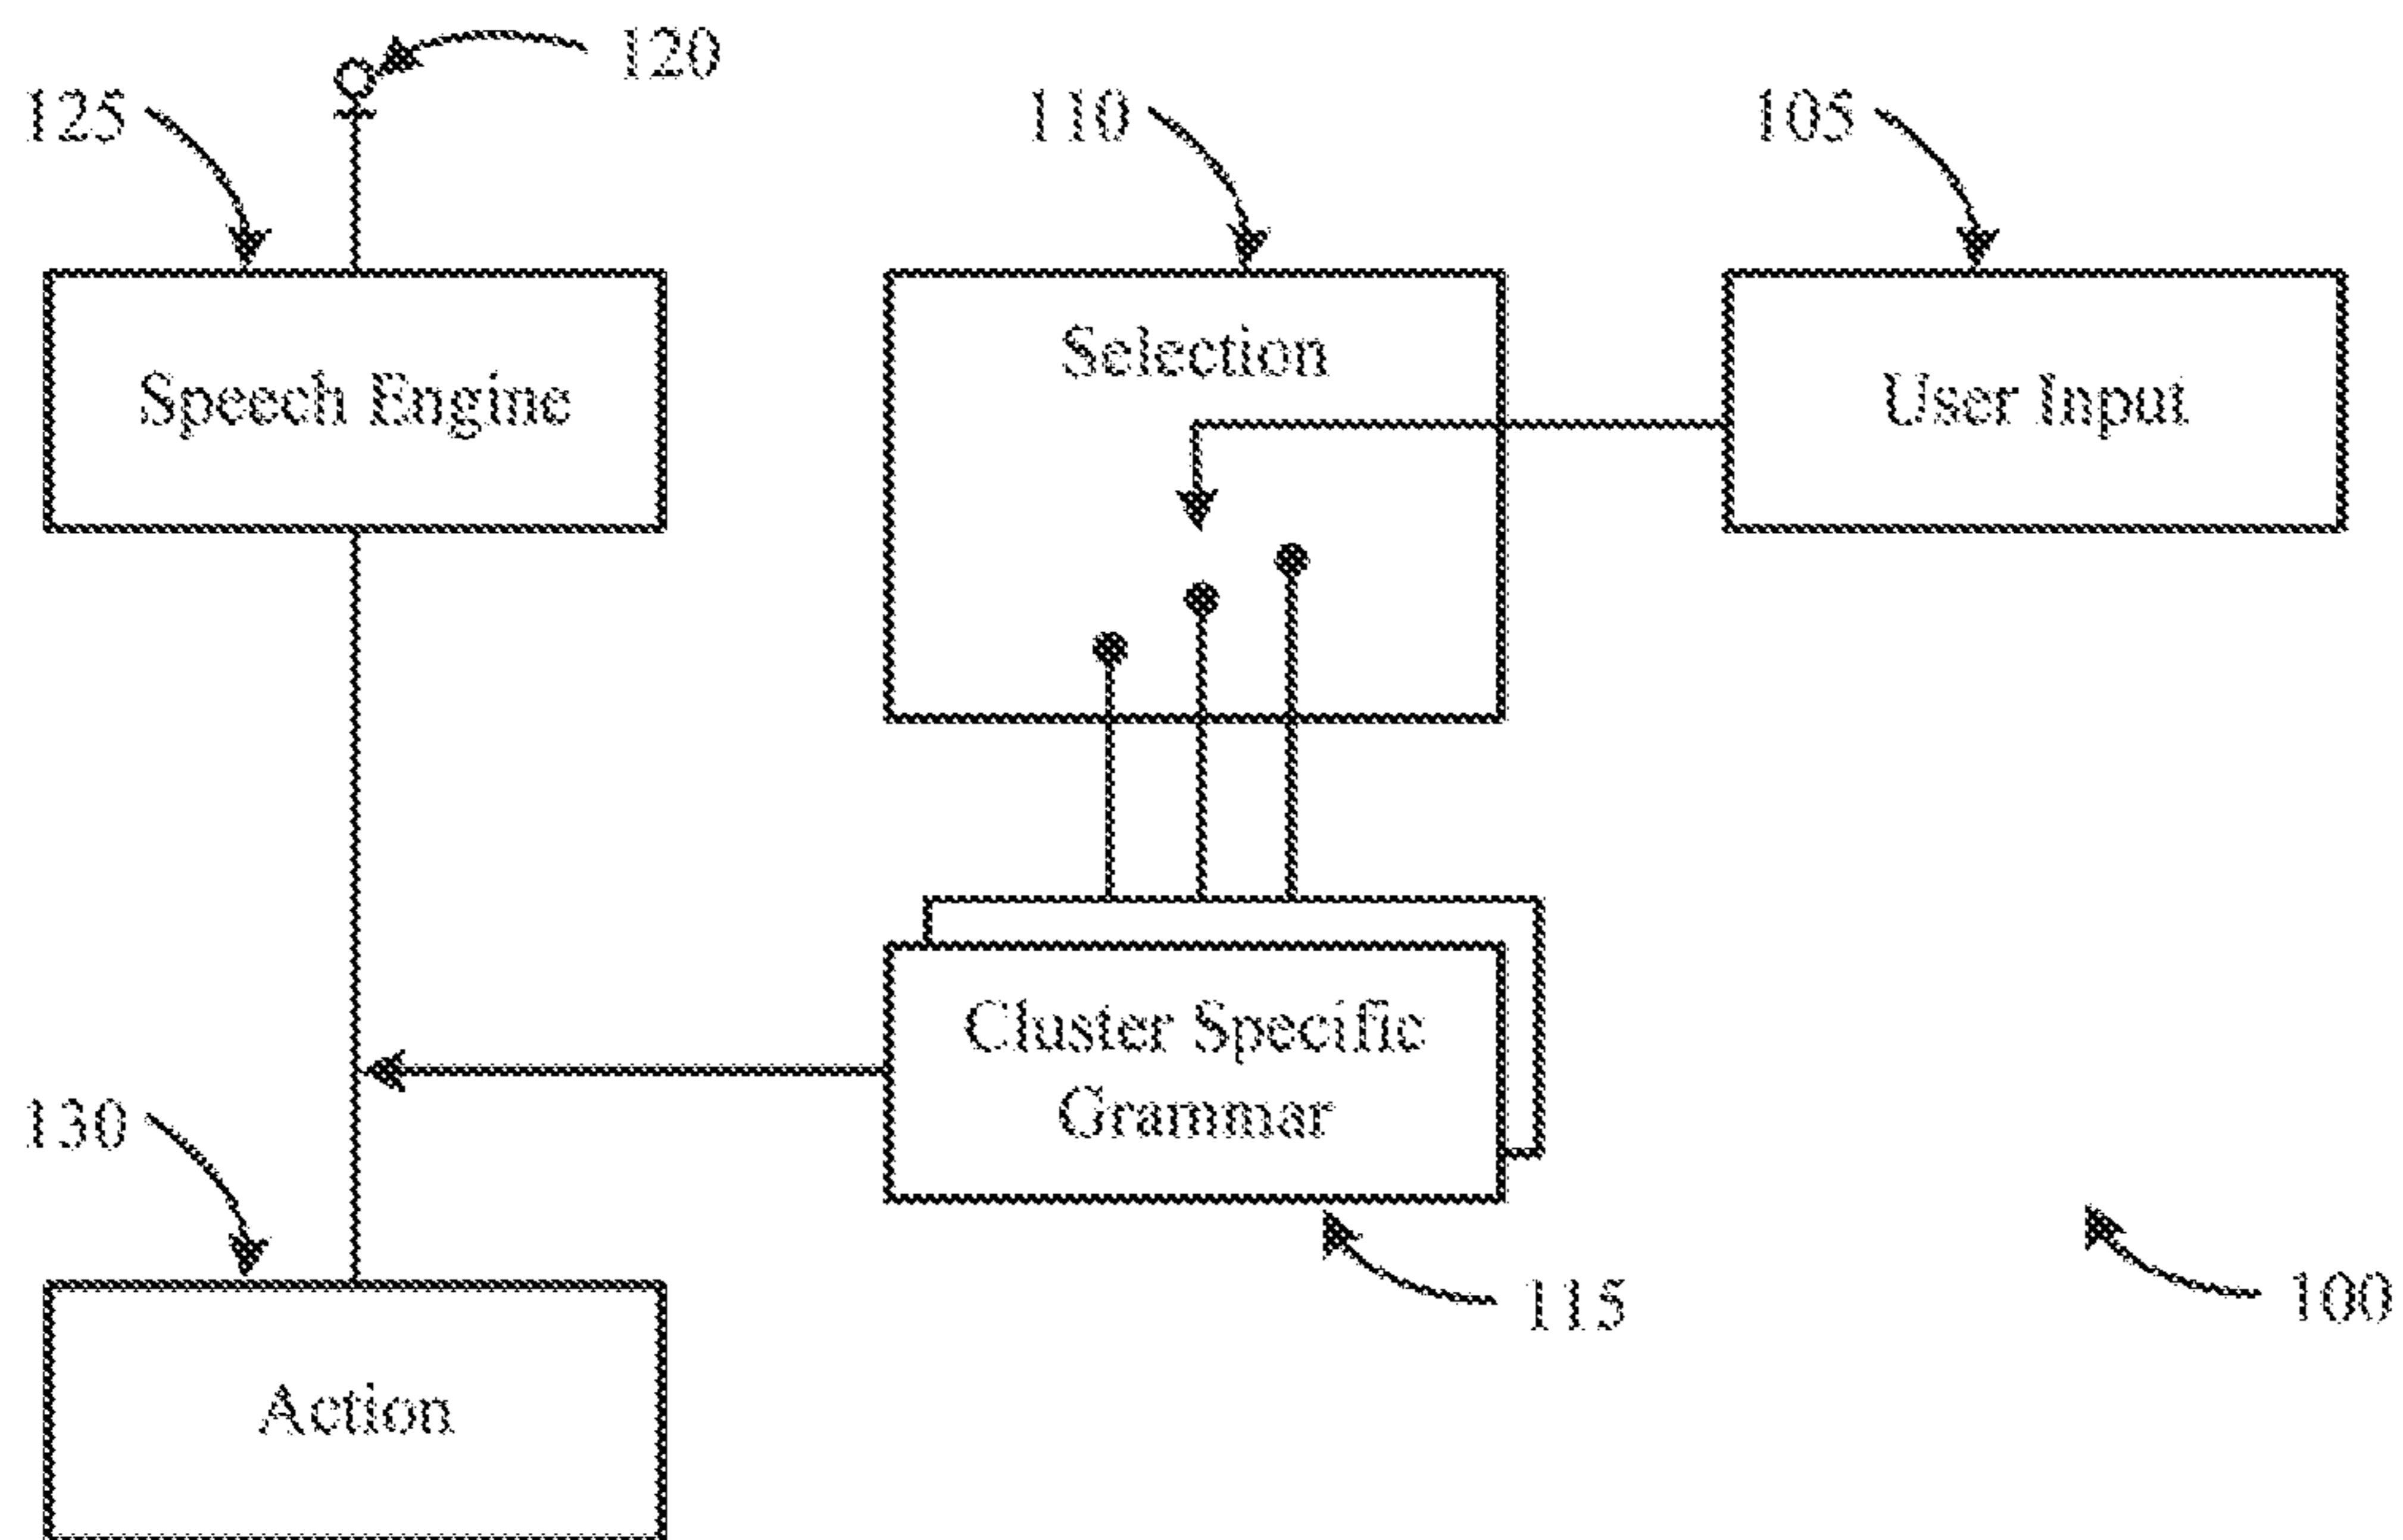 120
125
110
105
Speech Engine
Selection
User Input
Cluster Specific
Grammar
130
115
100
Action